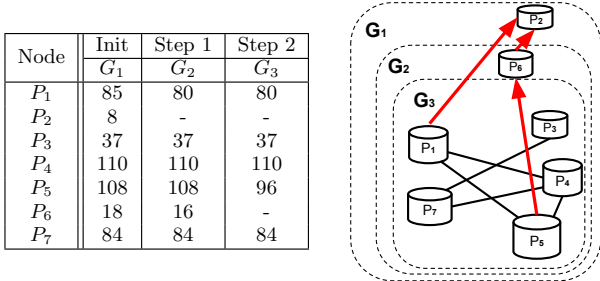 Node Init Step 1 Step 2
G1 G2 G3
P1 85 80 80
P2 8 - -
P3 37 37 37
P4 110 110 110
P5 108 108 96
P6 18 16 -
P7 84 84 84
G1
P2
G2
P6
G3
P3
P1
P4
P7
P5